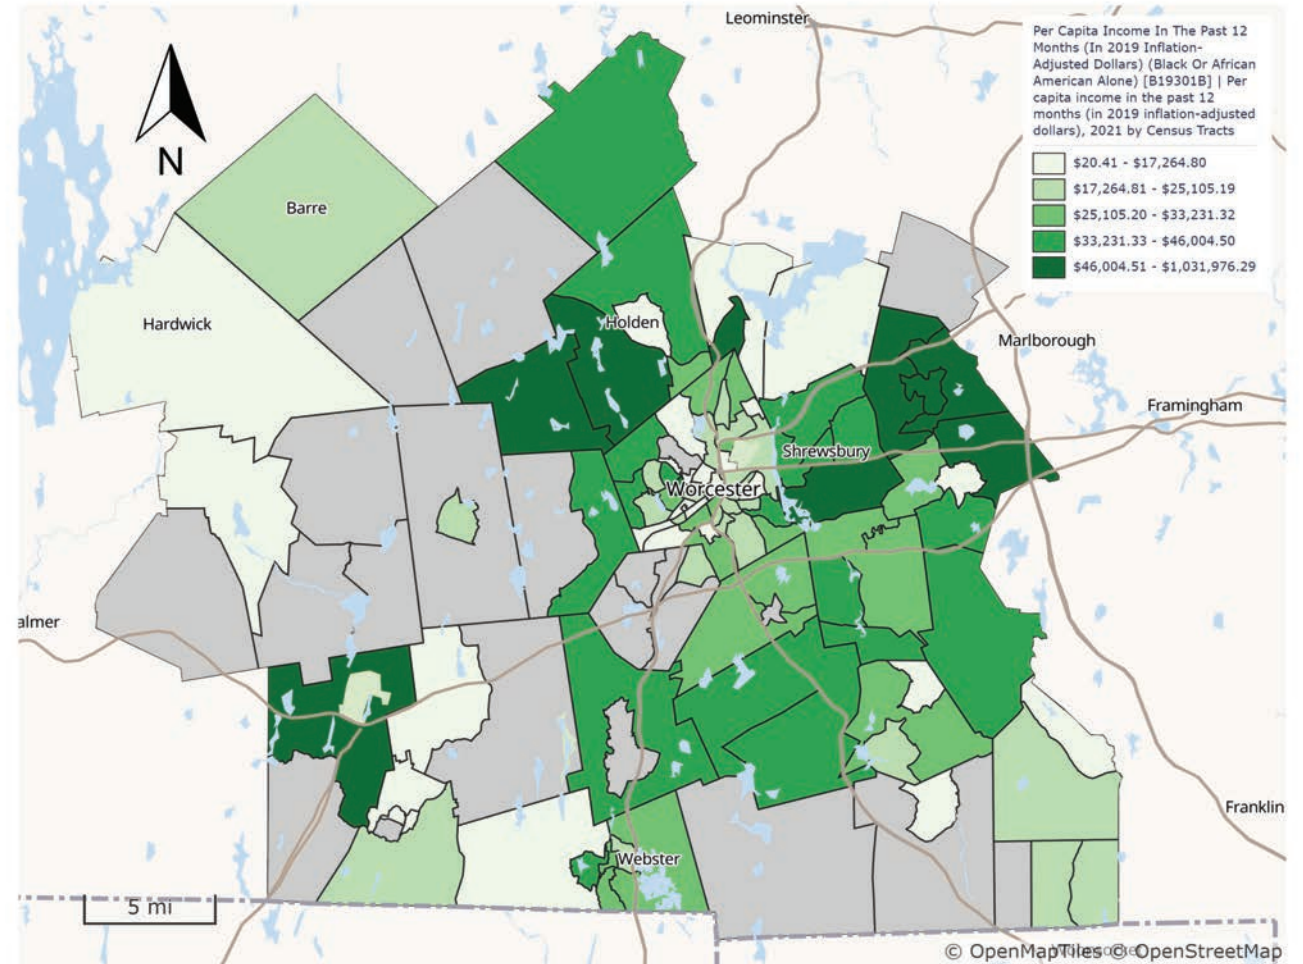 Leominster
Per Capita Income In The Past 12
Months (In 2019 Inflation-
Adjusted Dollars) (Black Or African
American Alone) [B19301B] | Per
capita income in the past 12
months (in 2019 inflation-adjusted
dollars), 2021 by Census Tracts
$20.41 - $17,264.80
$17,264.81 - $25,105.19
$25,105.20 - $33,231.32
$33,231.33 - $46,004.50
$46,004.51 - $1,031,976.29
N
Barre
Hardwick
Holden
Marlborough
Framingham
Shrewsbury
Worcester
almer
Franklin
Webster
5 mi
© OpenMapTiles © OpenStreetMap